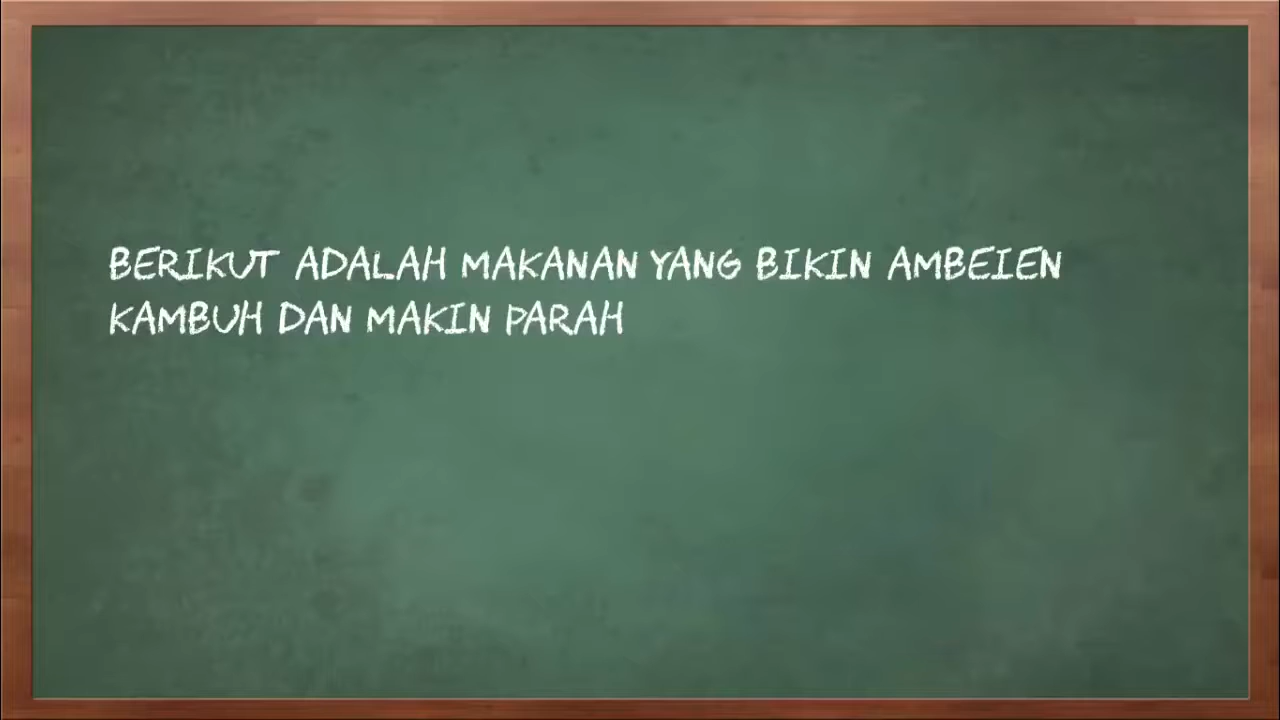 BERIKUT ADALAH MAKANAN YANG BIKIN AMBEIEN
KAMBUH DAN MAKIN PARAH